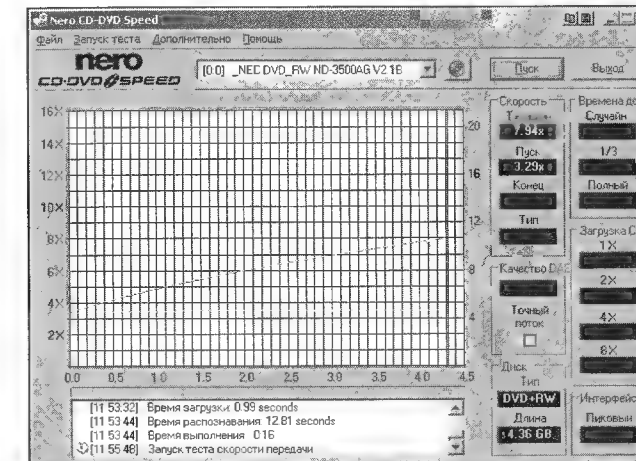 Nero CD-DVD Speed
Файл Запуск теста Дополнительно Помощь
nero
CD·DVD SPEED
[0:0] _NEC DVD_RW ND-3500AG V2 18
Пуск
Выход
16X
14X
12X
10X
8X
6X
4X
2X
20
16
12
8
4
0.0 0.5 1.0 1.5 2.0 2.5 3.0 3.5 4.0 4.5
Скорость
7.94x
Пуск
3.29x
Конец
Тип
Времена до
Случайн
1/3
Полный
Качество DAE
Точный
поток
Загрузка C
1X
2X
4X
8X
Диск
Тип
DVD+RW
Длина
4.36 GB
Интерфейс
Пиковый
[11 53:32] Время загрузки: 0.99 seconds
[11 53 44] Время распознавания: 12.81 seconds
[11 53 44] Время выполнения 0:16
[11 55 48] Запуск теста скорости передачи